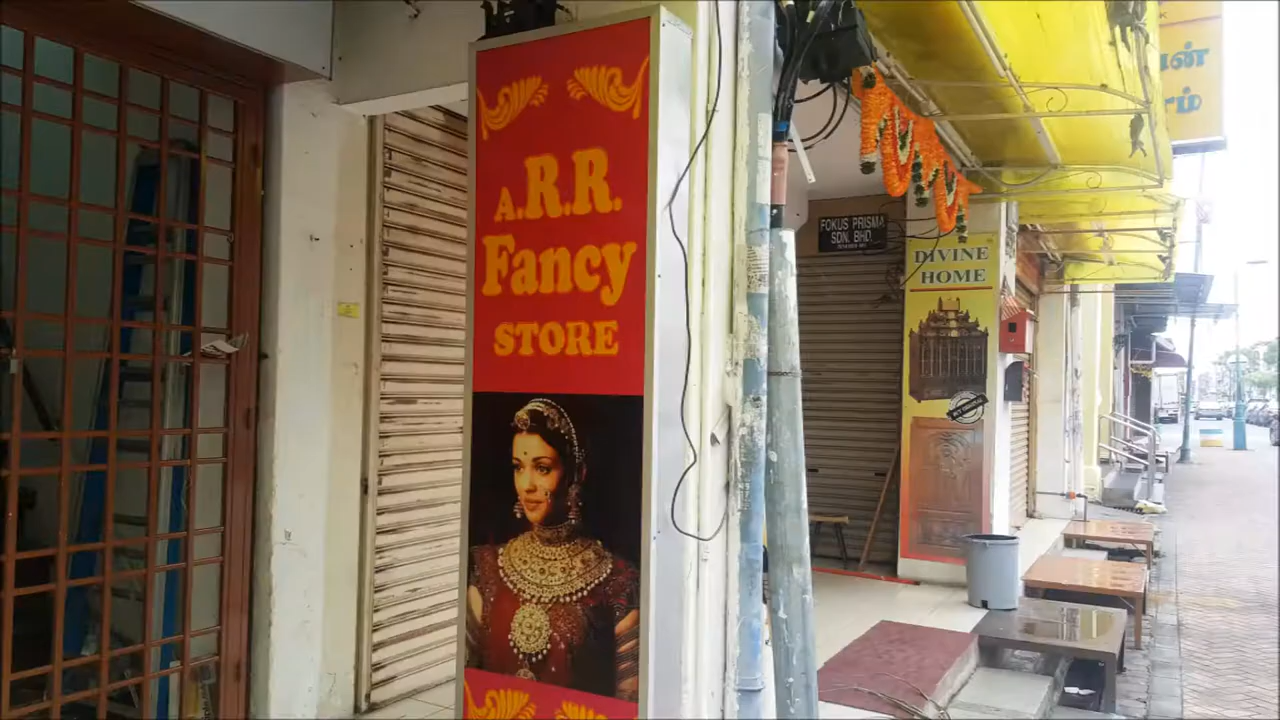 A.R.R.
Fancy
STORE
FOKUS PRISMA
SDN. BHD.
DIVINE
HOME